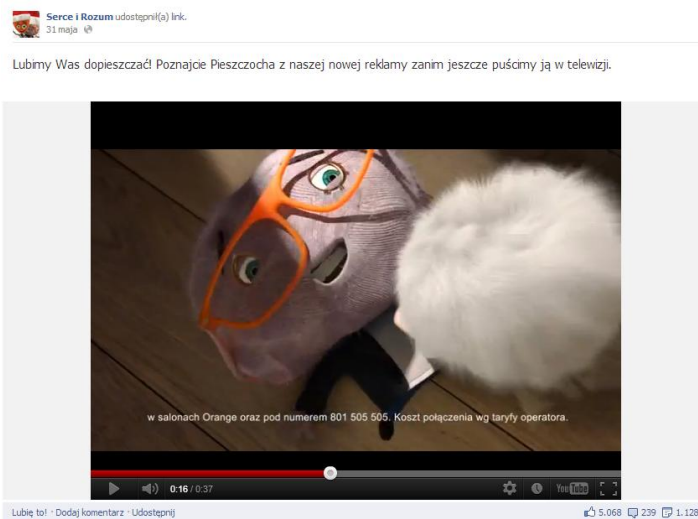 Serce i Rozum udostępnił(a) link.
31 maja
Lubimy Was dopieszczać! Poznajcie Pieszczocha z naszej nowej reklamy zanim jeszcze puścimy ją w telewizji.
w salonach Orange oraz pod numerem 801 505 505. Koszt połączenia wg taryfy operatora.
0:16 / 0:37
YouTube
Lubię to! · Dodaj komentarz · Udostępnij
5.068 239 1.128